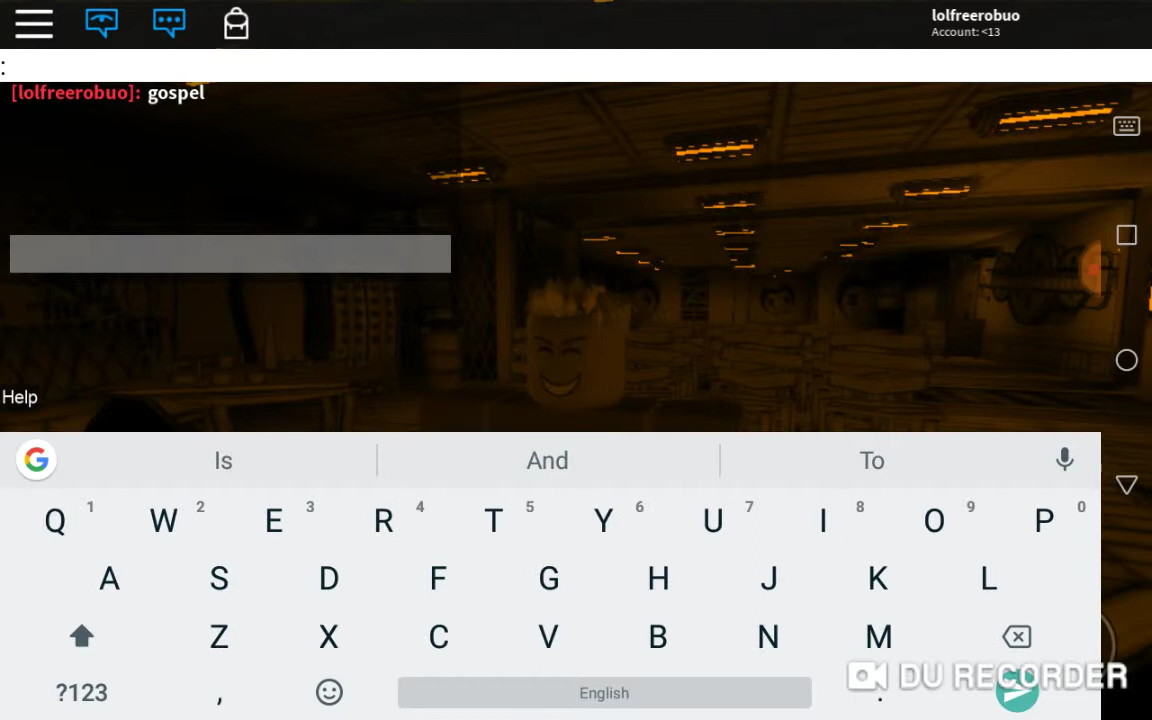 lolfreerobuo
Account: <13
:
[lolfreerobuo]: gospel
Help
Is And To
Q 1 W 2 E 3 R 4 T 5 Y 6 U 7 I 8 O 9 P 0
A S D F G H J K L
Z X C V B N M
?123 , English .
DU RECORDER